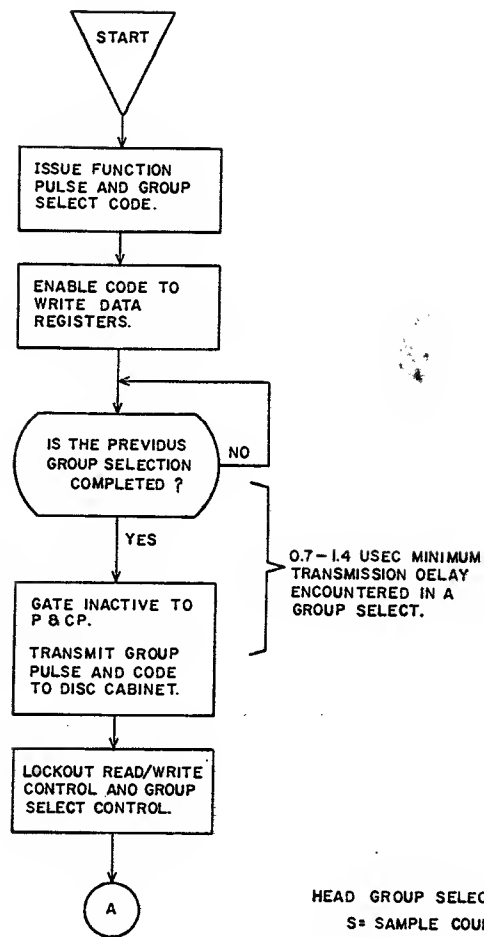 START
ISSUE FUNCTION
PULSE AND GROUP
SELECT CODE.
ENABLE CODE TO
WRITE DATA
REGISTERS.
IS THE PREVIDUS
GROUP SELECTION
COMPLETED ?
NO
YES
0.7-1.4 USEC MINIMUM
TRANSMISSION OELAY
ENCOUNTERED IN A
GROUP SELECT.
GATE INACTIVE TO
P & CP.
TRANSMIT GROUP
PULSE AND CODE
TO DISC CABINET.
LOCKOUT READ/WRITE
CONTROL AND GROUP
SELECT CONTROL.
A
HEAD GROUP SELEC
S= SAMPLE COU